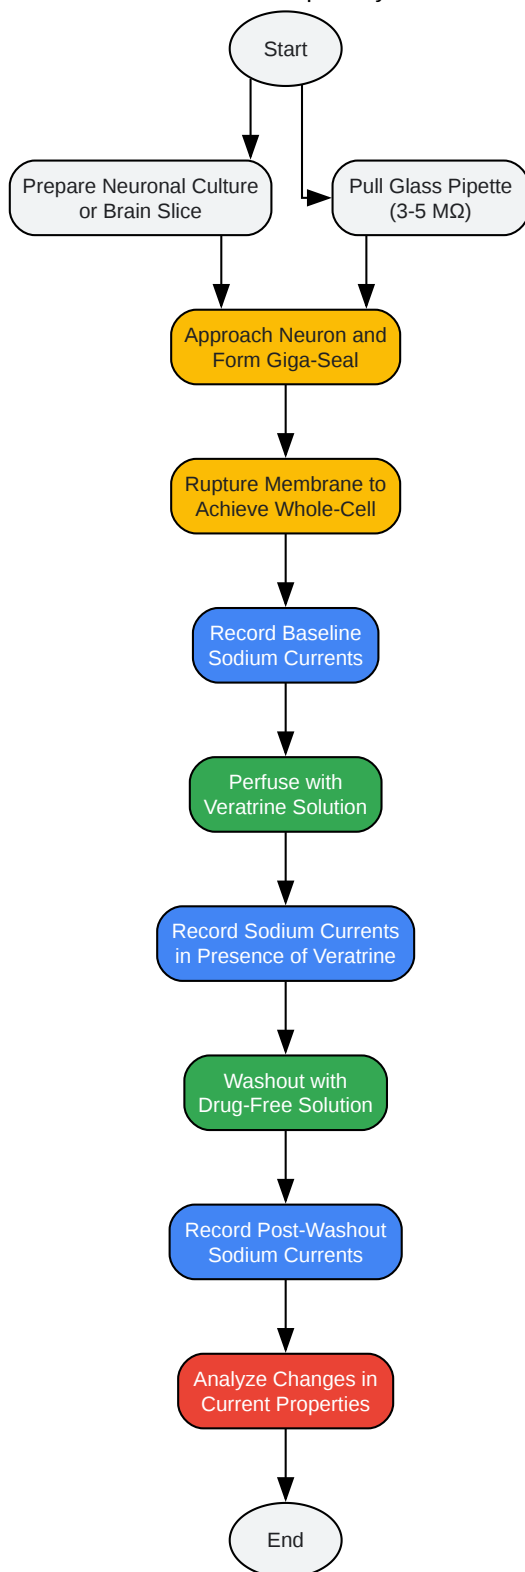 Start
Prepare Neuronal Culture
or Brain Slice
Pull Glass Pipette
(3-5 MΩ)
Approach Neuron and
Form Giga-Seal
Rupture Membrane to
Achieve Whole-Cell
Record Baseline
Sodium Currents
Perfuse with
Veratrine Solution
Record Sodium Currents
in Presence of Veratrine
Washout with
Drug-Free Solution
Record Post-Washout
Sodium Currents
Analyze Changes in
Current Properties
End